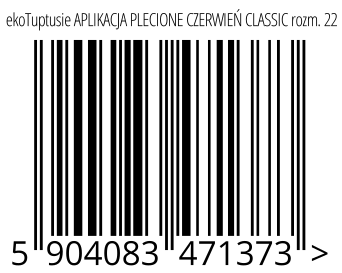 ekoTuptusie APLIKACJA PLECIONE CZERWIEŃ CLASSIC rozm. 22
5 904083 471373 >